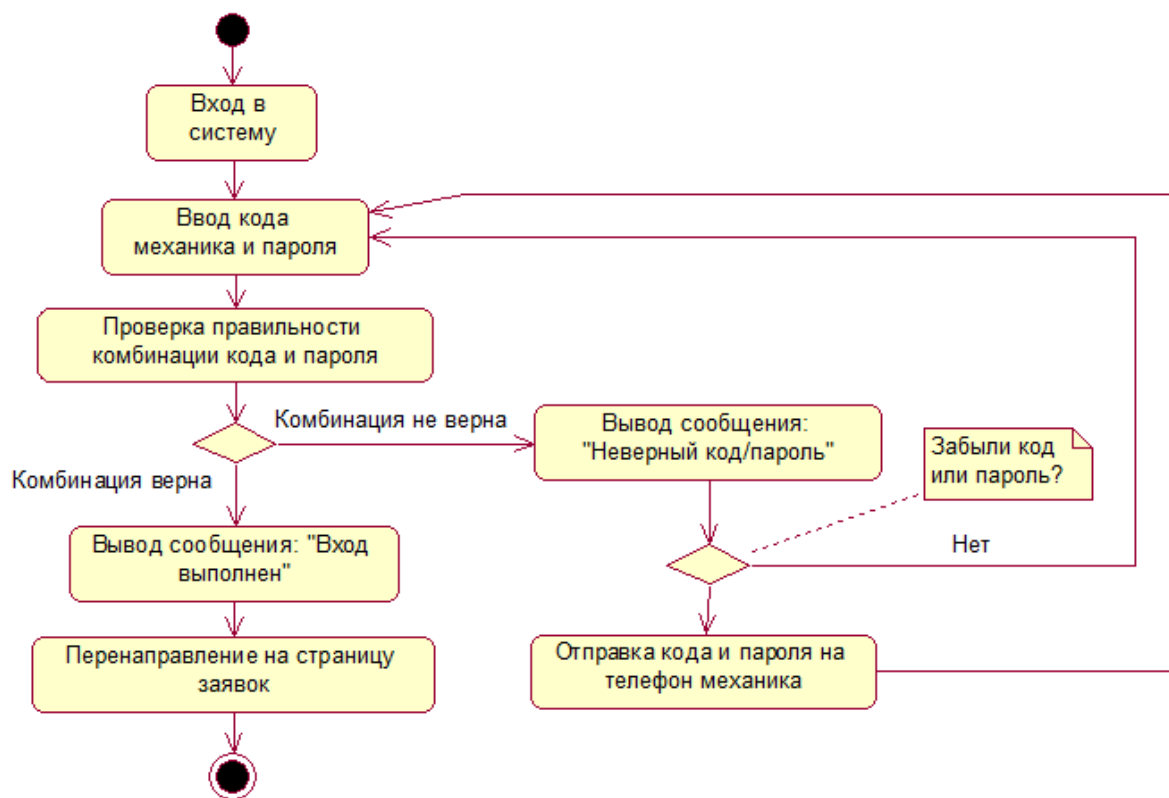 Вход в
систему
Ввод кода
механика и пароля
Проверка правильности
комбинации кода и пароля
Комбинация не верна
Вывод сообщения:
"Неверный код/пароль"
Забыли код
или пароль?
Комбинация верна
Вывод сообщения: "Вход
выполнен"
Нет
Перенаправление на страницу
заявок
Отправка кода и пароля на
телефон механика